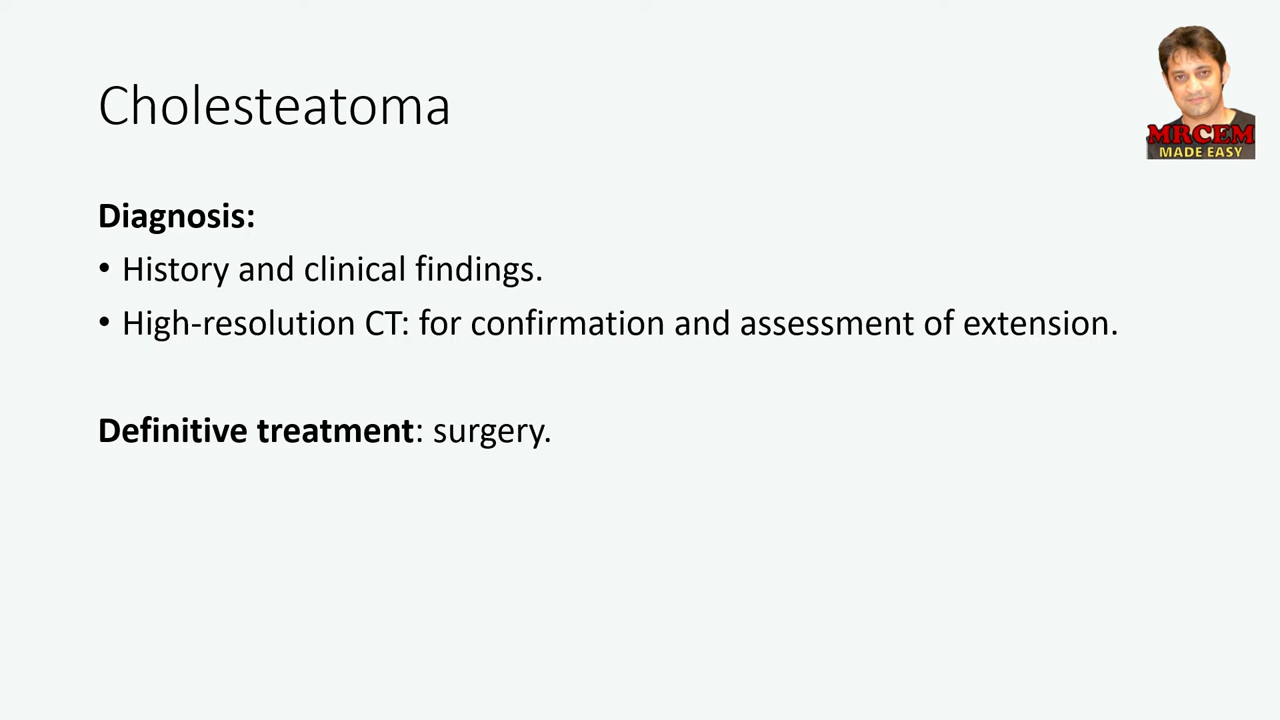 Cholesteatoma
MRCEM
MADE EASY
Diagnosis:
• History and clinical findings.
• High-resolution CT: for confirmation and assessment of extension.
Definitive treatment: surgery.